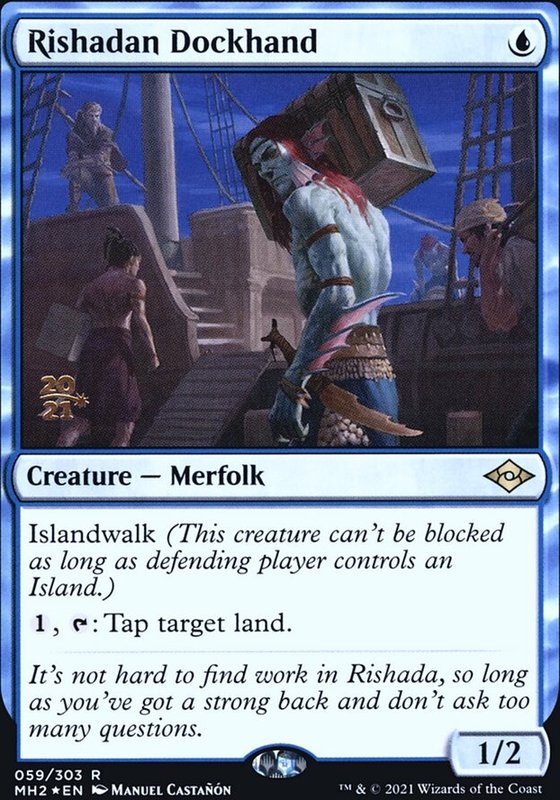 Rishadan Dockhand
20
21
Creature — Merfolk
Islandwalk (This creature can't be blocked
as long as defending player controls an
Island.)
1, : Tap target land.
It's not hard to find work in Rishada, so long
as you've got a strong back and don't ask too
many questions.
1/2
059/303 R
MH2 ★ EN Manuel Castañón
™ & © 2021 Wizards of the Coast